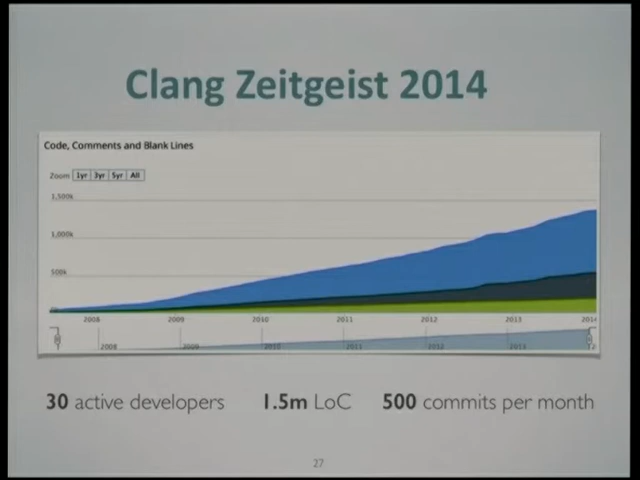 Clang Zeitgeist 2014
Code, Comments and Blank Lines
Zoom 1yr 3yr 5yr All
1,500k
1,000k
500k
2008 2009 2010 2011 2012 2013 2014
2008 2009 2010 2011 2012 2013
30 active developers 1.5m LoC 500 commits per month
27